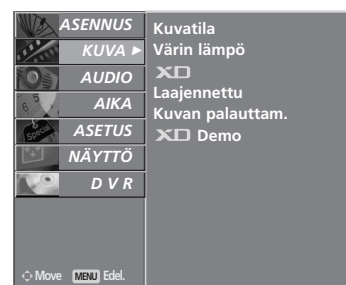 ASENNUS
KUVA ►
AUDIO
AIKA
ASETUS
NÄYTTÖ
D V R
Kuvatila
Värin lämpö
XD
Laajennettu
Kuvan palauttam.
XD Demo
Move MENU Edel.